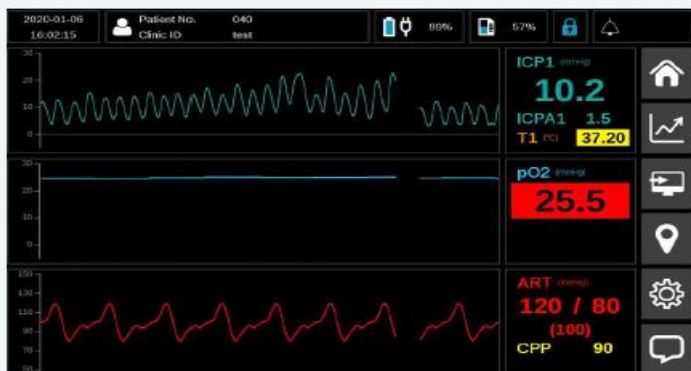 2020-01-06
16:02:15
Patient No. 040
Clinic ID test
99%
57%
30
20
10
0
ICP1 (mmHg)
10.2
ICPA1 1.5
T1 (°C) 37.20
30
20
10
0
pO2 (mmHg)
25.5
150
130
110
90
70
50
ART (mmHg)
120 / 80
(100)
CPP 90